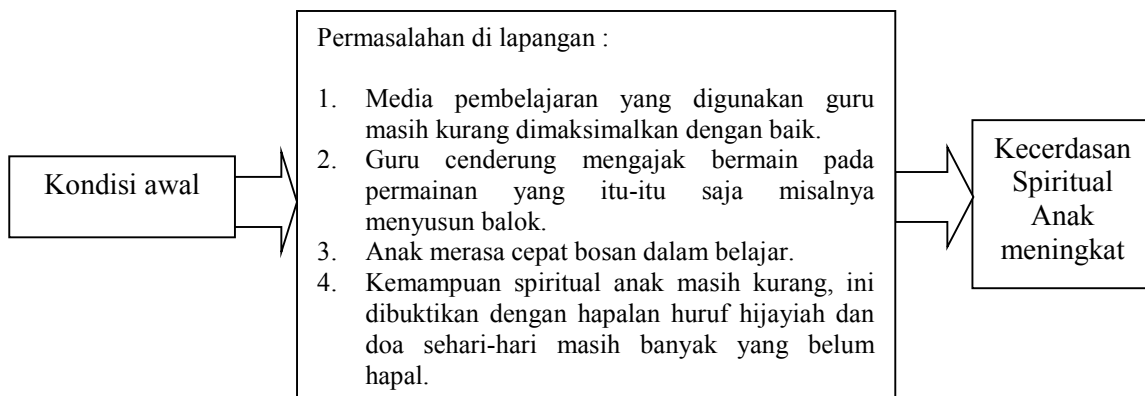 Kondisi awal
Permasalahan di lapangan :
1. Media pembelajaran yang digunakan guru
masih kurang dimaksimalkan dengan baik.
2. Guru cenderung mengajak bermain pada
permainan yang itu-itu saja misalnya
menyusun balok.
3. Anak merasa cepat bosan dalam belajar.
4. Kemampuan spiritual anak masih kurang, ini
dibuktikan dengan hapalan huruf hijayiah dan
doa sehari-hari masih banyak yang belum
hapal.
Kecerdasan
Spiritual
Anak
meningkat